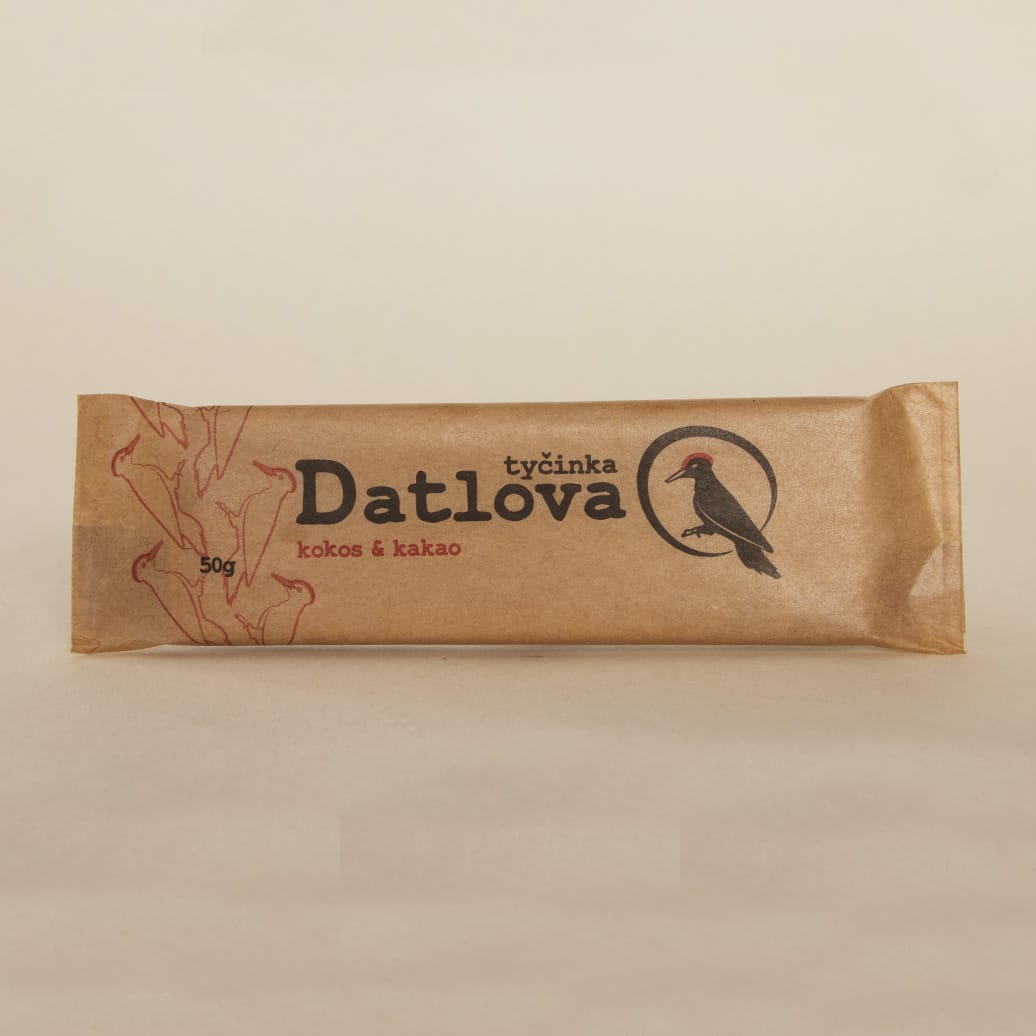 tyčinka
Datlova
kokos & kakao
50g